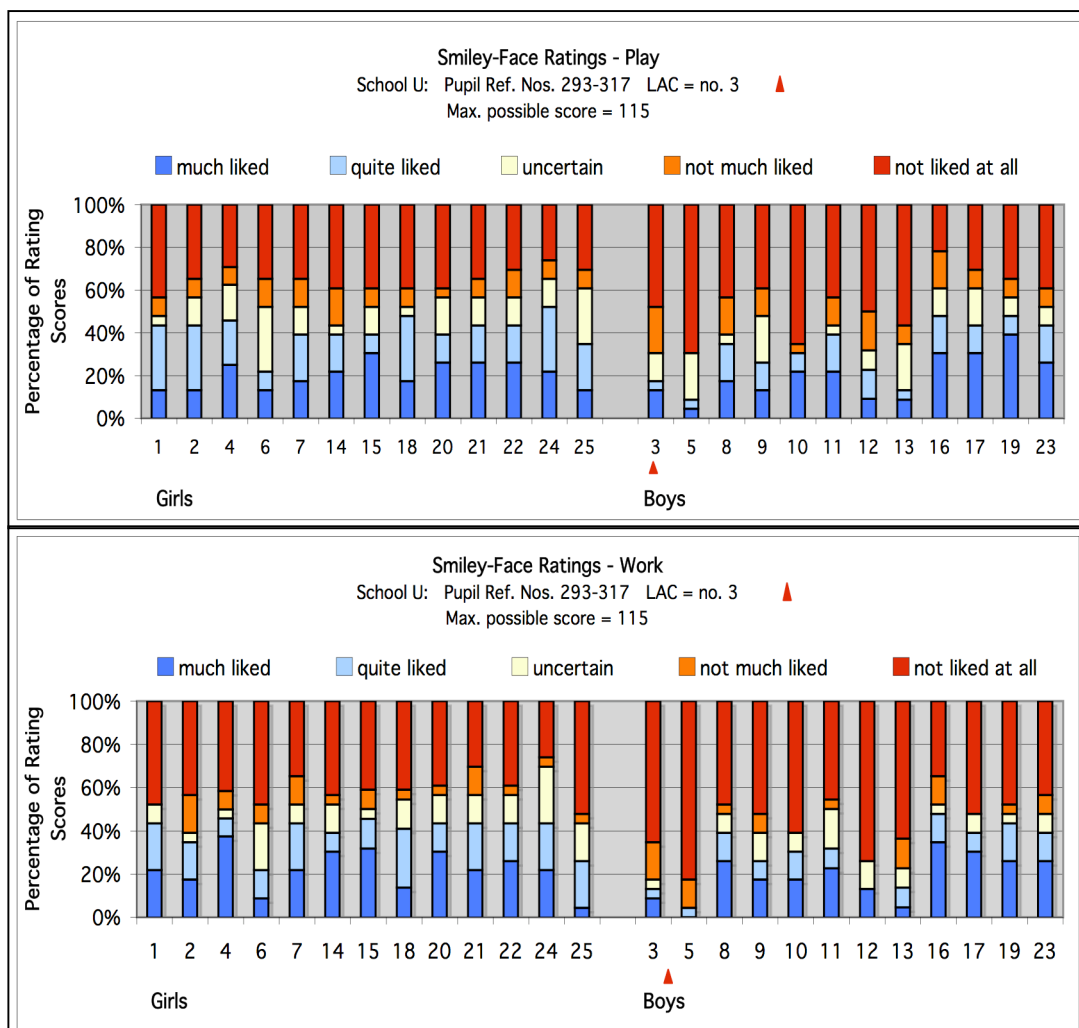 Smiley-Face Ratings - Play
School U: Pupil Ref. Nos. 293-317 LAC = no. 3
Max. possible score = 115
much liked quite liked uncertain not much liked not liked at all
Percentage of Rating
Scores
100%
80%
60%
40%
20%
0%
1 2 4 6 7 14 15 18 20 21 22 24 25 3 5 8 9 10 11 12 13 16 17 19 23
Girls Boys
Smiley-Face Ratings - Work
School U: Pupil Ref. Nos. 293-317 LAC = no. 3
Max. possible score = 115
much liked quite liked uncertain not much liked not liked at all
Percentage of Rating
Scores
100%
80%
60%
40%
20%
0%
1 2 4 6 7 14 15 18 20 21 22 24 25 3 5 8 9 10 11 12 13 16 17 19 23
Girls Boys